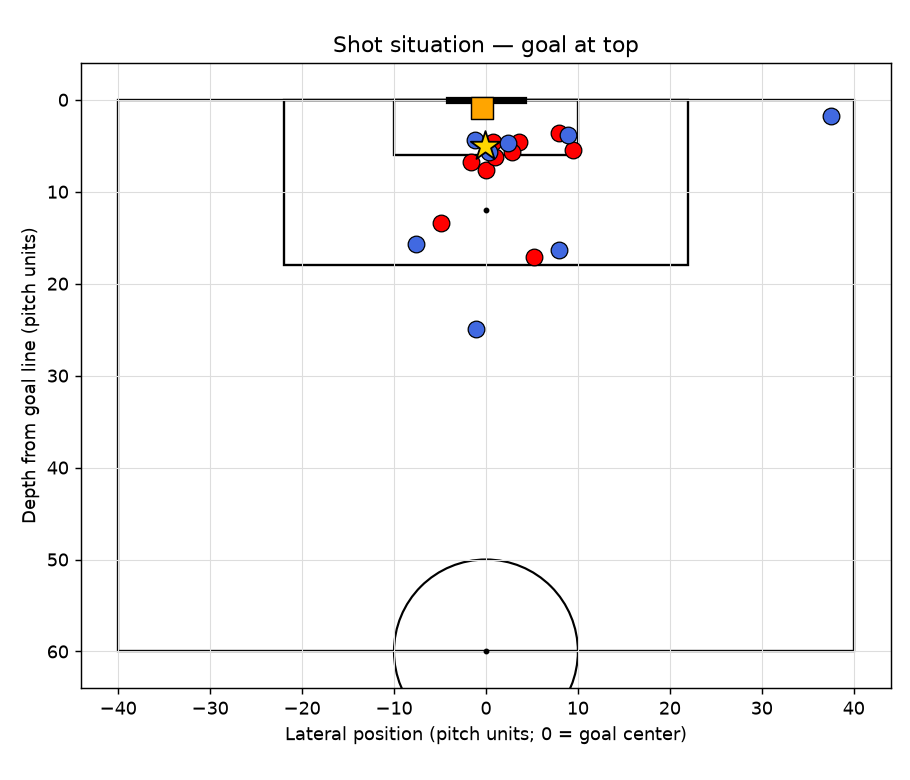 Shot situation — goal at top
0
10
20
30
40
50
60
Depth from goal line (pitch units)
−40 −30 −20 −10 0 10 20 30 40
Lateral position (pitch units; 0 = goal center)